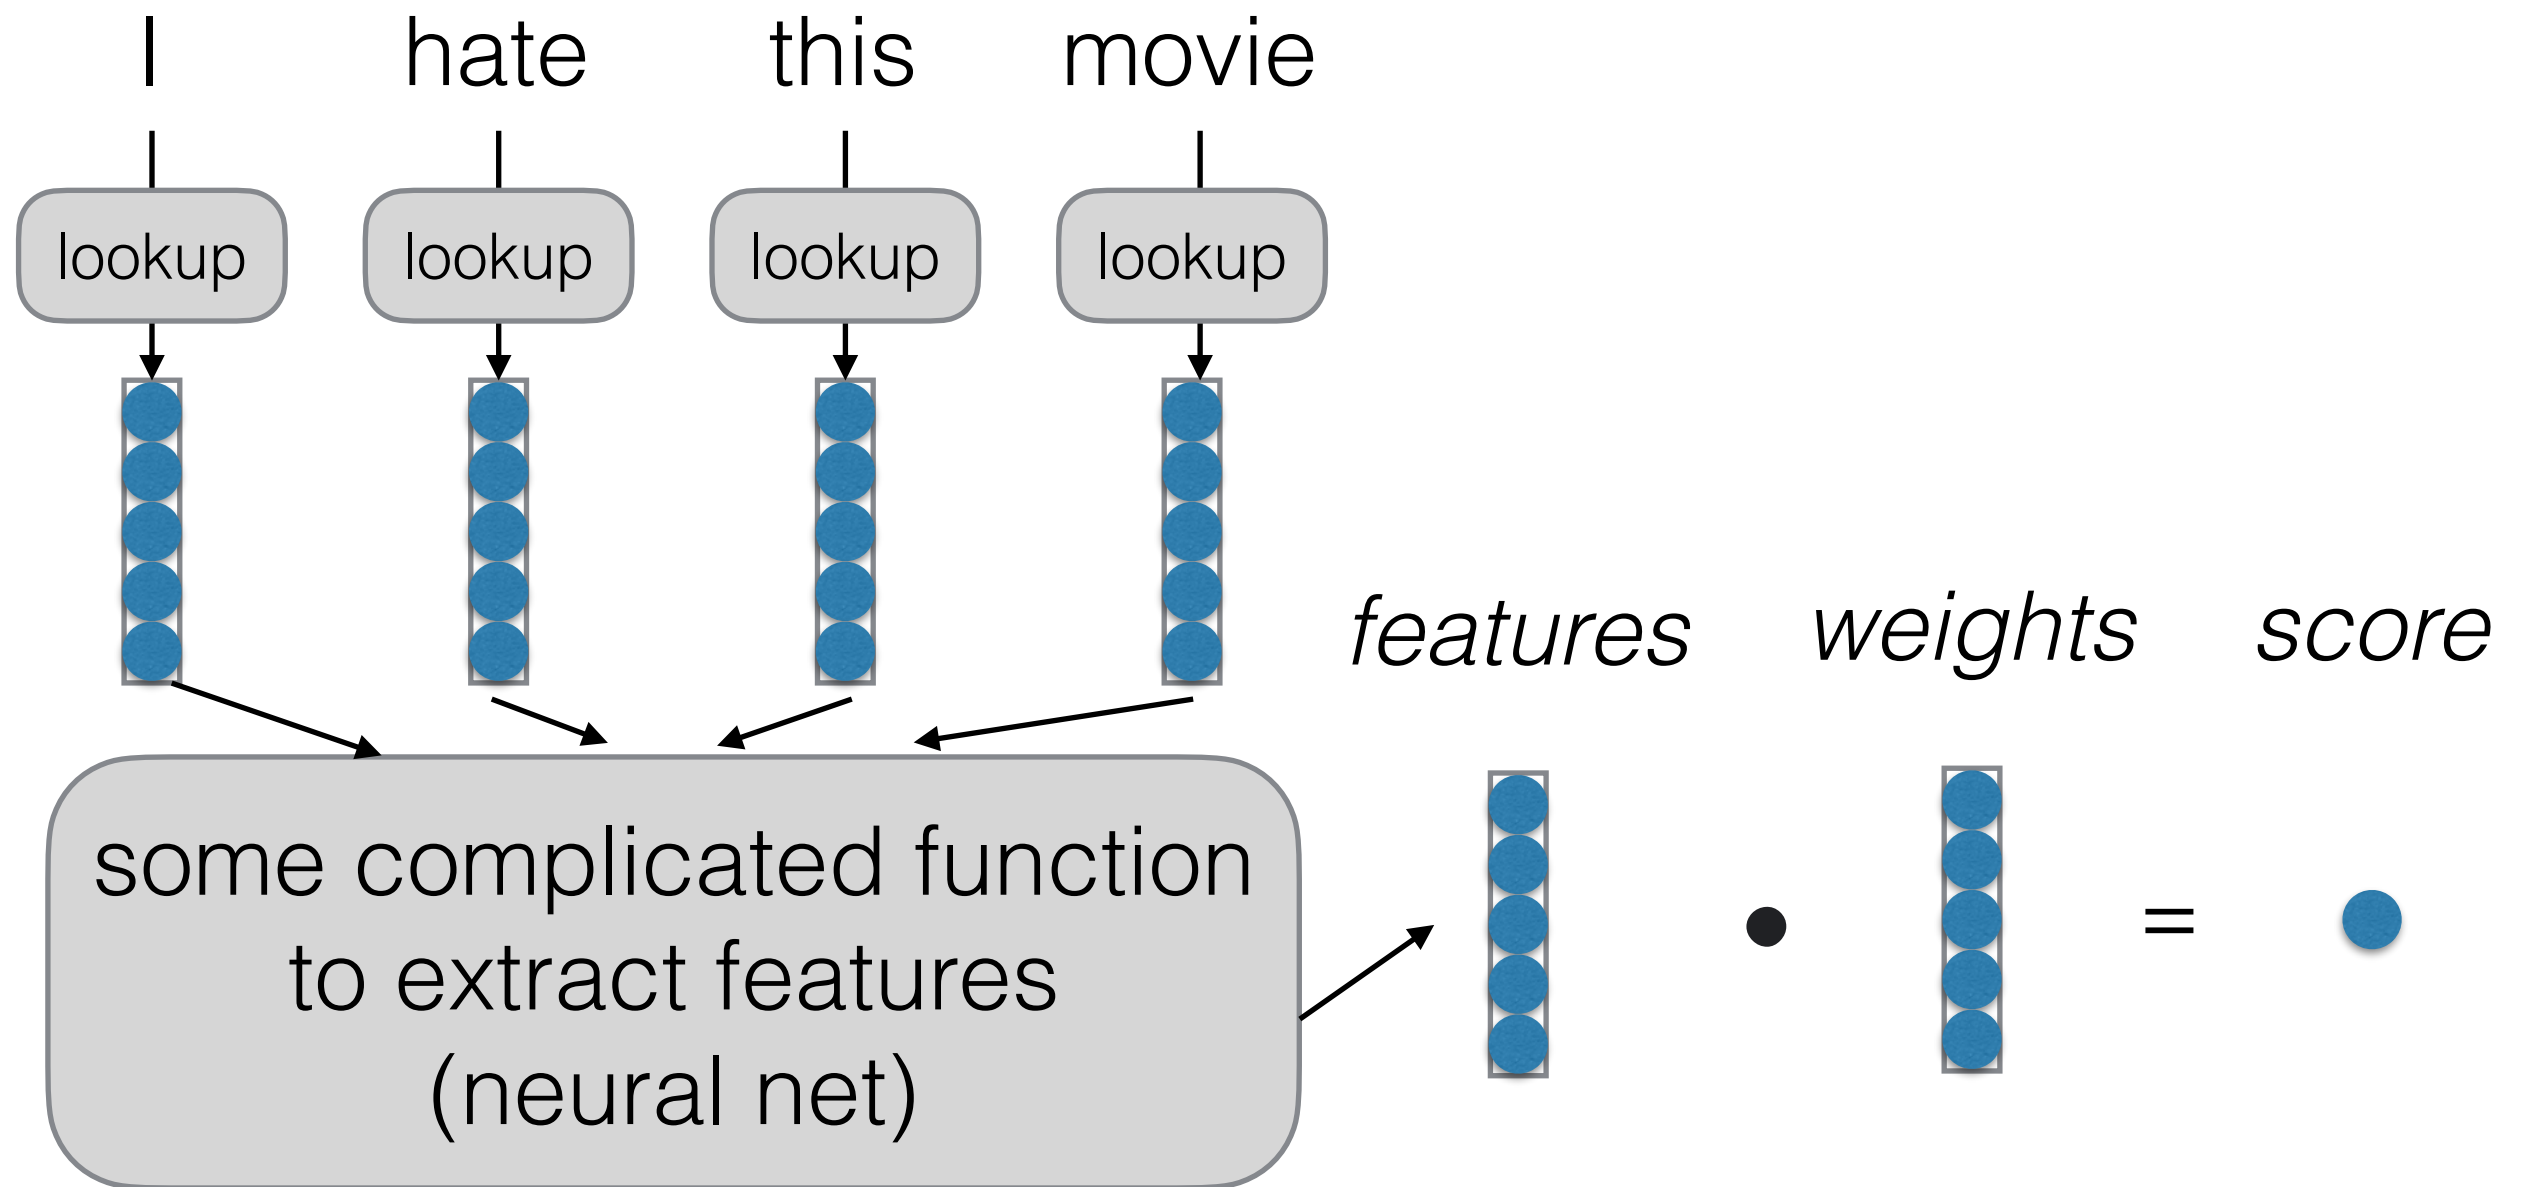 I hate this movie
lookup lookup lookup lookup
features weights score
some complicated function
to extract features
(neural net)
=